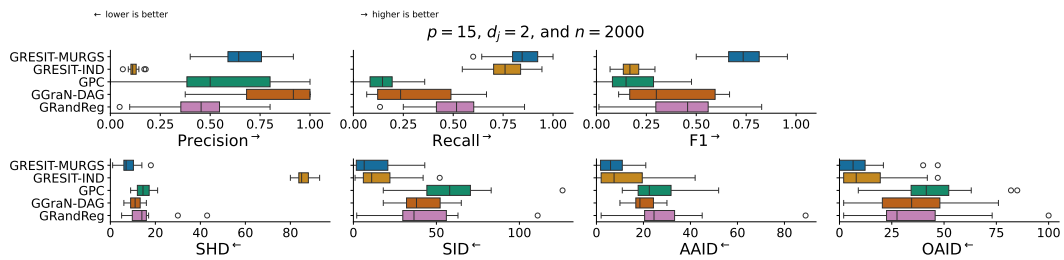 ← lower is better
→ higher is better
p = 15, d_j = 2, and n = 2000
GRESIT-MURGS
GRESIT-IND
GPC
GGraN-DAG
GRandReg
0.00 0.25 0.50 0.75 1.00
0.00 0.25 0.50 0.75 1.00
0.00 0.25 0.50 0.75 1.00
Precision→
Recall→
F1→
GRESIT-MURGS
GRESIT-IND
GPC
GGraN-DAG
GRandReg
0 20 40 60 80
0 50 100
0 20 40 60 80
0 20 40 60 80 100
SHD←
SID←
AAID←
OAID←